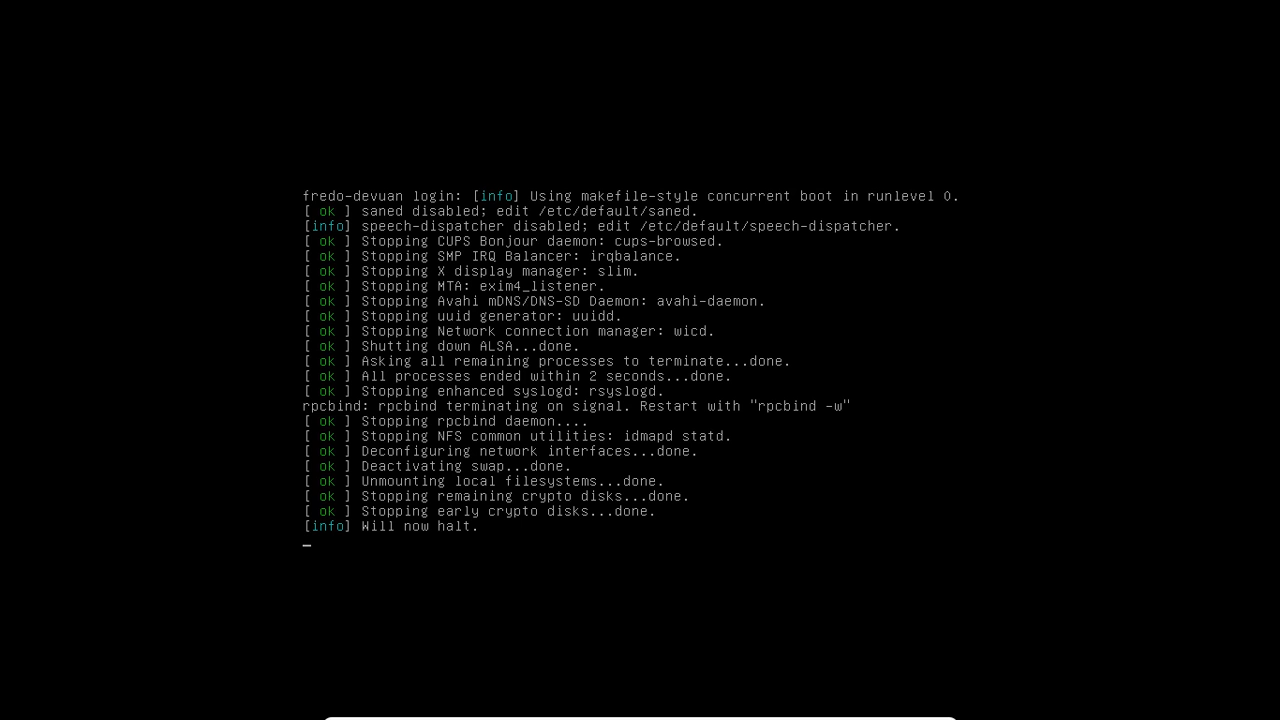 fredo-devuan login: [info] Using makefile-style concurrent boot in runlevel 0.
[ ok ] saned disabled; edit /etc/default/saned.
[info] speech-dispatcher disabled; edit /etc/default/speech-dispatcher.
[ ok ] Stopping CUPS Bonjour daemon: cups-browsed.
[ ok ] Stopping SMP IRQ Balancer: irqbalance.
[ ok ] Stopping X display manager: slim.
[ ok ] Stopping MTA: exim4_listener.
[ ok ] Stopping Avahi mDNS/DNS-SD Daemon: avahi-daemon.
[ ok ] Stopping uuid generator: uuidd.
[ ok ] Stopping Network connection manager: wicd.
[ ok ] Shutting down ALSA...done.
[ ok ] Asking all remaining processes to terminate...done.
[ ok ] All processes ended within 2 seconds...done.
[ ok ] Stopping enhanced syslogd: rsyslogd.
rpcbind: rpcbind terminating on signal. Restart with "rpcbind -w"
[ ok ] Stopping rpcbind daemon....
[ ok ] Stopping NFS common utilities: idmapd statd.
[ ok ] Deconfiguring network interfaces...done.
[ ok ] Deactivating swap...done.
[ ok ] Unmounting local filesystems...done.
[ ok ] Stopping remaining crypto disks...done.
[ ok ] Stopping early crypto disks...done.
[info] Will now halt.